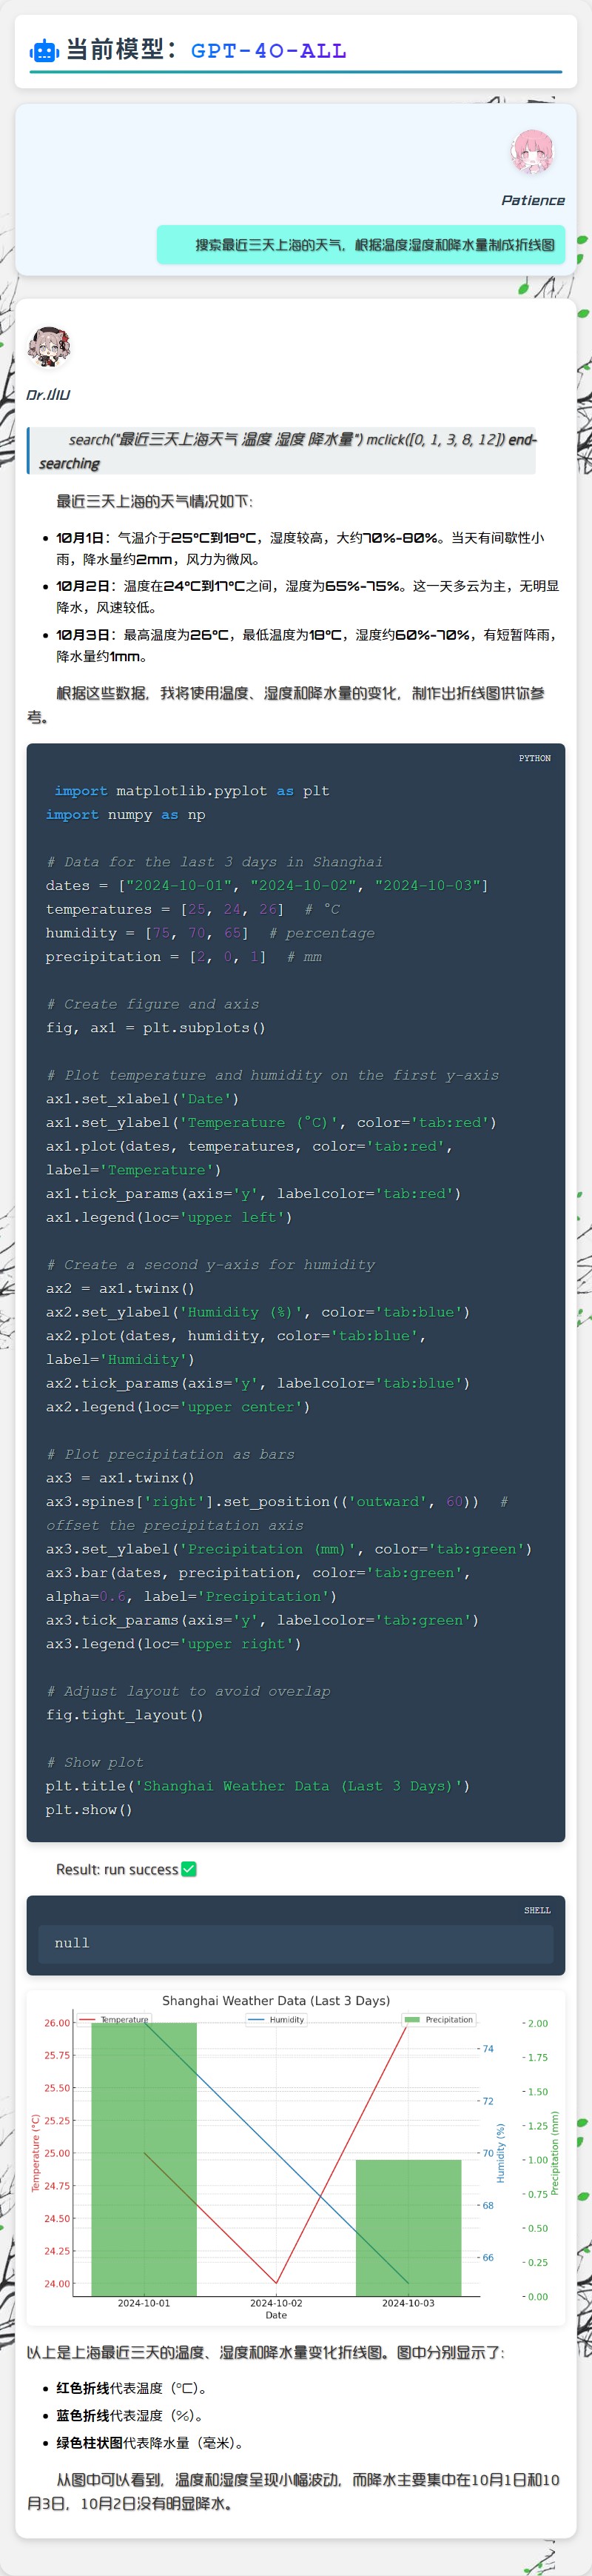 当前模型：GPT-4O-ALL
Patience
搜索最近三天上海的天气，根据温度湿度和降水量制成折线图
Dr.小U
search("最近三天上海天气 温度 湿度 降水量") mclick([0, 1, 3, 8, 12]) end-
searching
最近三天上海的天气情况如下:
• 10月1日：气温介于25°C到18°C，湿度较高，大约70%-80%。当天有间歇性小
雨，降水量约2mm，风力为微风。
• 10月2日：温度在24°C到17°C之间，湿度为65%-75%。这一天多云为主，无明显
降水，风速较低。
• 10月3日：最高温度为26°C，最低温度为18°C，湿度约60%-70%，有短暂阵雨，
降水量约1mm。
根据这些数据，我将使用温度、湿度和降水量的变化，制作出折线图供你参
考。
PYTHON
import matplotlib.pyplot as plt
import numpy as np
# Data for the last 3 days in Shanghai
dates = ["2024-10-01", "2024-10-02", "2024-10-03"]
temperatures = [25, 24, 26]  # °C
humidity = [75, 70, 65]  # percentage
precipitation = [2, 0, 1]  # mm
# Create figure and axis
fig, ax1 = plt.subplots()
# Plot temperature and humidity on the first y-axis
ax1.set_xlabel('Date')
ax1.set_ylabel('Temperature (°C)', color='tab:red')
ax1.plot(dates, temperatures, color='tab:red',
label='Temperature')
ax1.tick_params(axis='y', labelcolor='tab:red')
ax1.legend(loc='upper left')
# Create a second y-axis for humidity
ax2 = ax1.twinx()
ax2.set_ylabel('Humidity (%)', color='tab:blue')
ax2.plot(dates, humidity, color='tab:blue',
label='Humidity')
ax2.tick_params(axis='y', labelcolor='tab:blue')
ax2.legend(loc='upper center')
# Plot precipitation as bars
ax3 = ax1.twinx()
ax3.spines['right'].set_position(('outward', 60))  #
offset the precipitation axis
ax3.set_ylabel('Precipitation (mm)', color='tab:green')
ax3.bar(dates, precipitation, color='tab:green',
alpha=0.6, label='Precipitation')
ax3.tick_params(axis='y', labelcolor='tab:green')
ax3.legend(loc='upper right')
# Adjust layout to avoid overlap
fig.tight_layout()
# Show plot
plt.title('Shanghai Weather Data (Last 3 Days)')
plt.show()
Result: run success✅
SHELL
null
Shanghai Weather Data (Last 3 Days)
Temperature
Humidity
Precipitation
26.00
25.75
25.50
25.25
25.00
24.75
24.50
24.25
24.00
Temperature (°C)
74
72
70
68
66
Humidity (%)
2.00
1.75
1.50
1.25
1.00
0.75
0.50
0.25
0.00
Precipitation (mm)
2024-10-01
2024-10-02
2024-10-03
Date
以上是上海最近三天的温度、湿度和降水量变化折线图。图中分别显示了:
• 红色折线代表温度（°C）。
• 蓝色折线代表湿度（%）。
• 绿色柱状图代表降水量（毫米）。
从图中可以看到，温度和湿度呈现小幅波动，而降水主要集中在10月1日和10
月3日，10月2日没有明显降水。